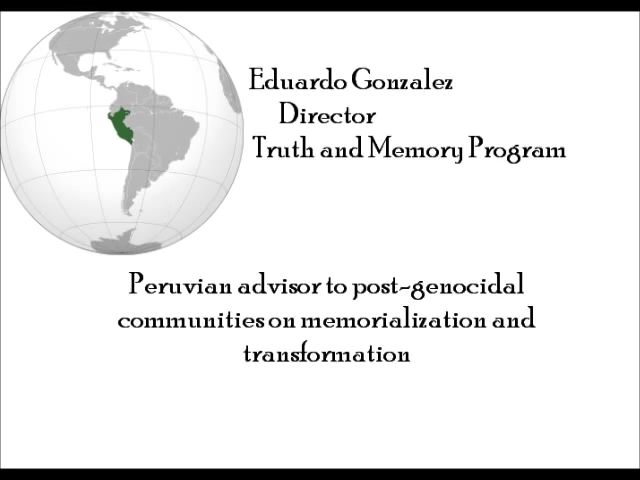 Eduardo Gonzalez
Director
Truth and Memory Program
Peruvian advisor to post-genocidal
communities on memorialization and
transformation